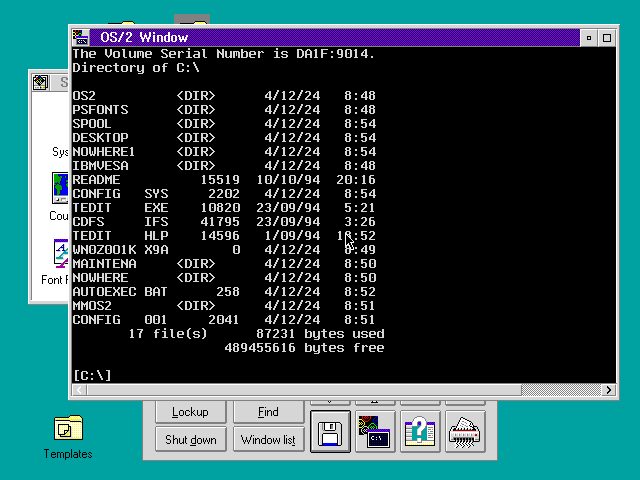 OS/2 Window
The Volume Serial Number is DA1F:9014.
Directory of C:\
OS2 <DIR> 4/12/24 8:48
PSFONTS <DIR> 4/12/24 8:48
SPOOL <DIR> 4/12/24 8:54
DESKTOP <DIR> 4/12/24 8:54
NOWHERE1 <DIR> 4/12/24 8:54
IBMVESA <DIR> 4/12/24 8:48
README 15519 10/10/94 20:16
CONFIG SYS 2202 4/12/24 8:54
TEDIT EXE 10820 23/09/94 5:21
CDFS IFS 41795 23/09/94 3:26
TEDIT HLP 14596 1/09/94
WN0Z001K X9A 0 4/12/24 8:49
MAINTENA <DIR> 4/12/24 8:50
NOWHERE <DIR> 4/12/24 8:50
AUTOEXEC BAT 258 4/12/24 8:52
MMOS2 <DIR> 4/12/24 8:51
CONFIG 001 2041 4/12/24 8:51
17 file(s) 87231 bytes used
489455616 bytes free
[C:\]
Lockup
Find
Shut down
Window list
C:\
Templates